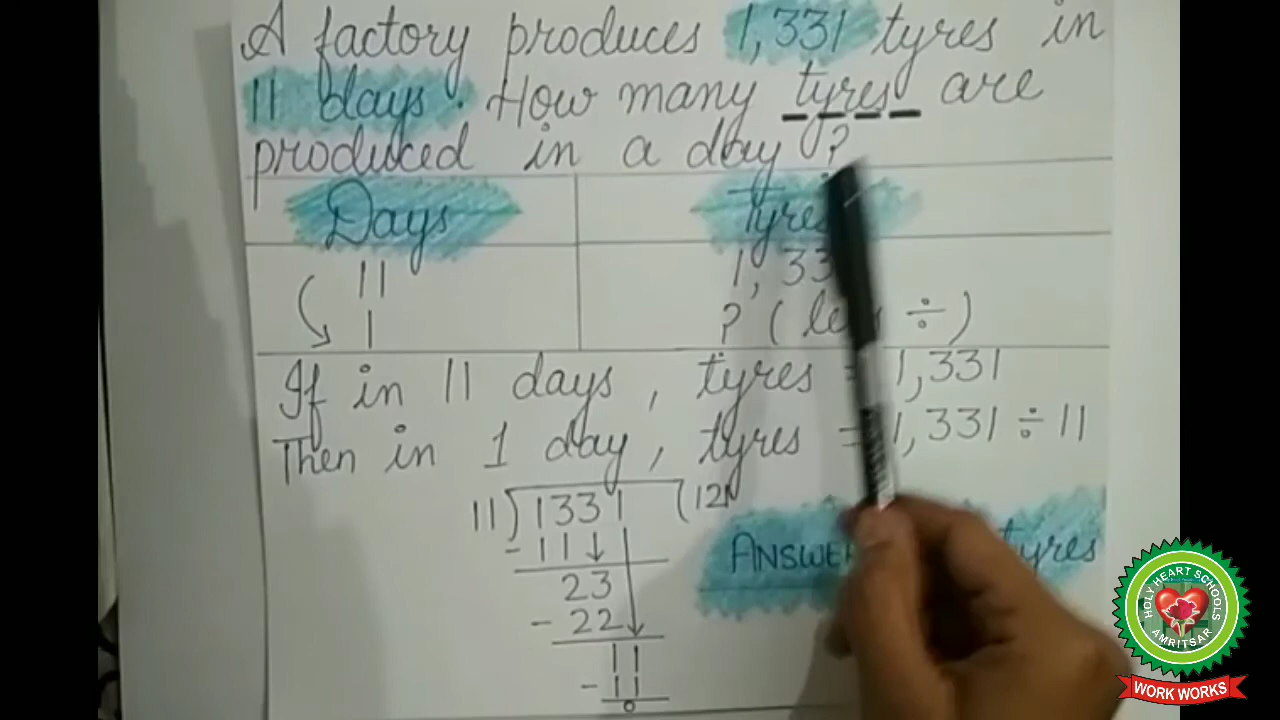 A factory produces 1,331 tyres in
11 days. How many tyres are
produced in a day?
Days Tyres
11 1,33
1 ? ( ÷)
If in 11 days, tyres = 1,331
Then in 1 day, tyres = 1,331 ÷ 11
11)1331(121
- 11
23
- 22
11
- 11
0
tyres
HOLY HEART SCHOOLS
AMRITSAR
WORK WORKS